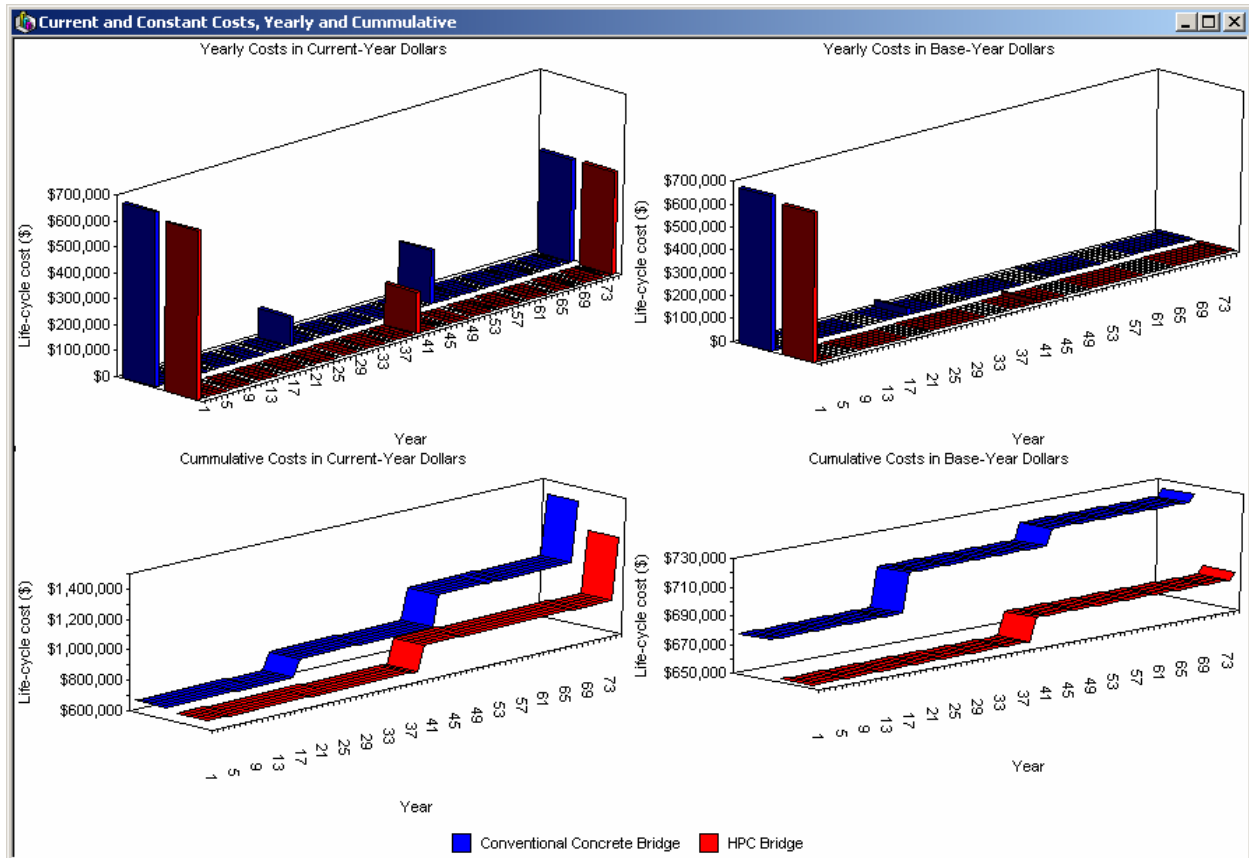 Current and Constant Costs, Yearly and Cummulative
Yearly Costs in Current-Year Dollars
Life-cycle cost ($)
$700,000
$600,000
$500,000
$400,000
$300,000
$200,000
$100,000
$0
1 5 9 13 17 21 25 29 33 37 41 45 49 53 57 61 65 69 73
Year
Yearly Costs in Base-Year Dollars
Life-cycle cost ($)
$700,000
$600,000
$500,000
$400,000
$300,000
$200,000
$100,000
$0
1 5 9 13 17 21 25 29 33 37 41 45 49 53 57 61 65 69 73
Year
Cummulative Costs in Current-Year Dollars
Life-cycle cost ($)
$1,400,000
$1,200,000
$1,000,000
$800,000
$600,000
1 5 9 13 17 21 25 29 33 37 41 45 49 53 57 61 65 69 73
Year
Cumulative Costs in Base-Year Dollars
Life-cycle cost ($)
$730,000
$710,000
$690,000
$670,000
$650,000
1 5 9 13 17 21 25 29 33 37 41 45 49 53 57 61 65 69 73
Year
Conventional Concrete Bridge
HPC Bridge